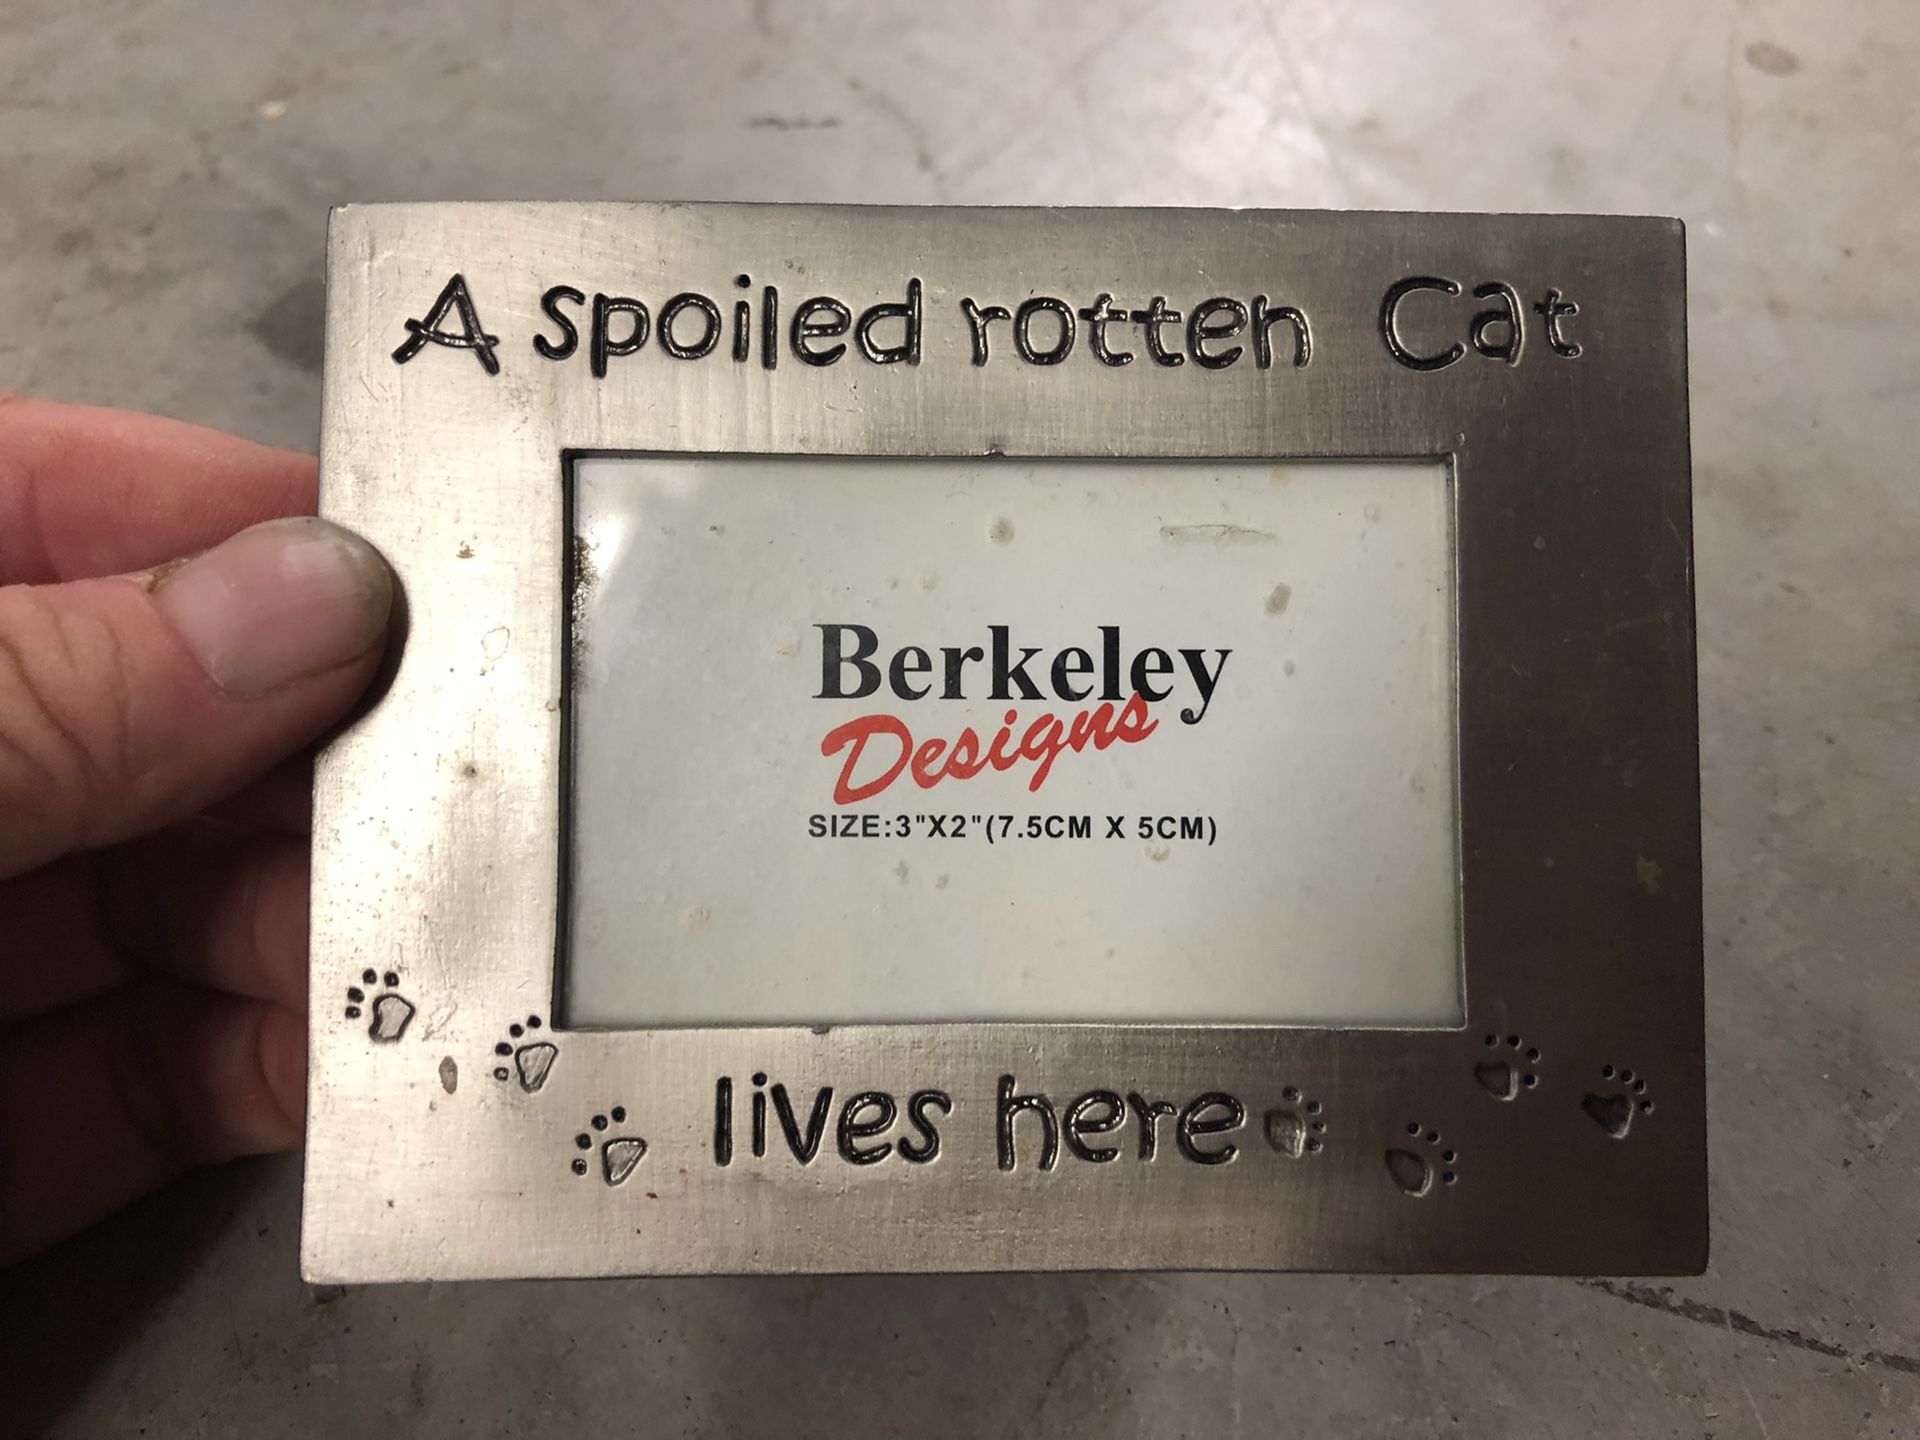 A spoiled rotten Cat
Berkeley
Designs
SIZE:3"X2"(7.5CM X 5CM)
lives here